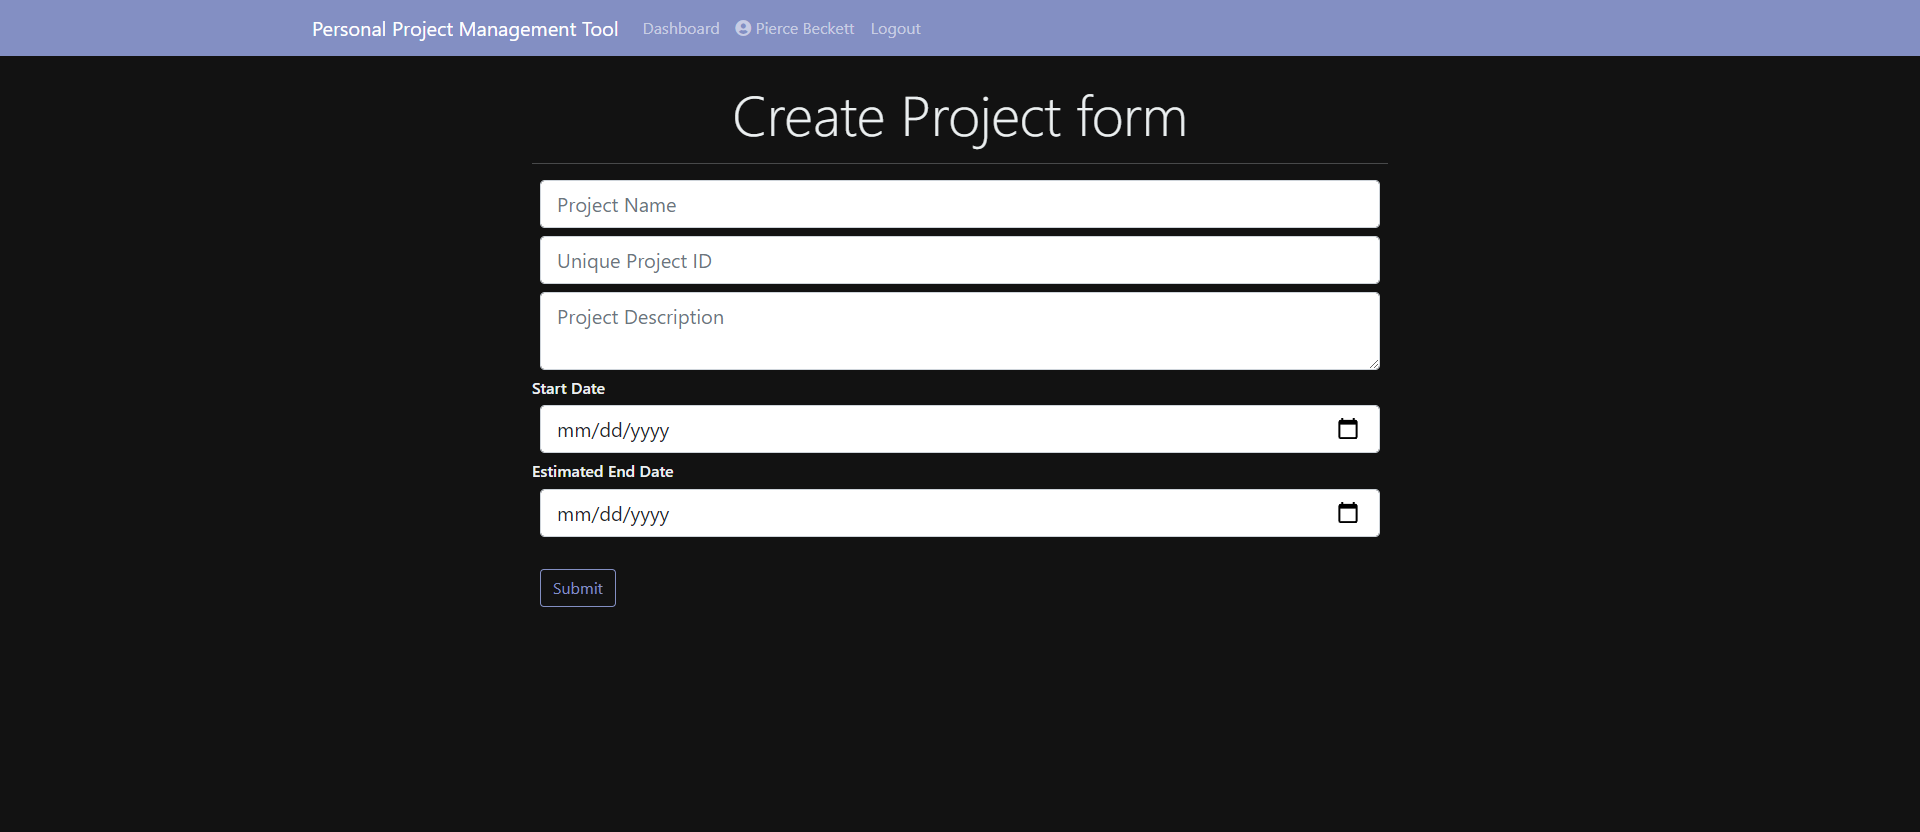 Personal Project Management Tool Dashboard Pierce Beckett Logout
Create Project form
Project Name
Unique Project ID
Project Description
Start Date
mm/dd/yyyy
Estimated End Date
mm/dd/yyyy
Submit